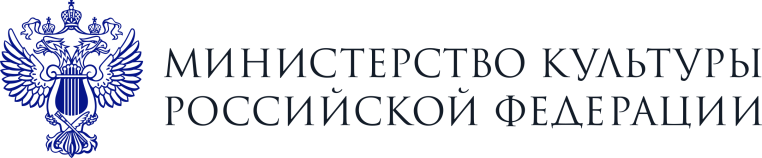 МИНИСТЕРСТВО КУЛЬТУРЫ
РОССИЙСКОЙ ФЕДЕРАЦИИ